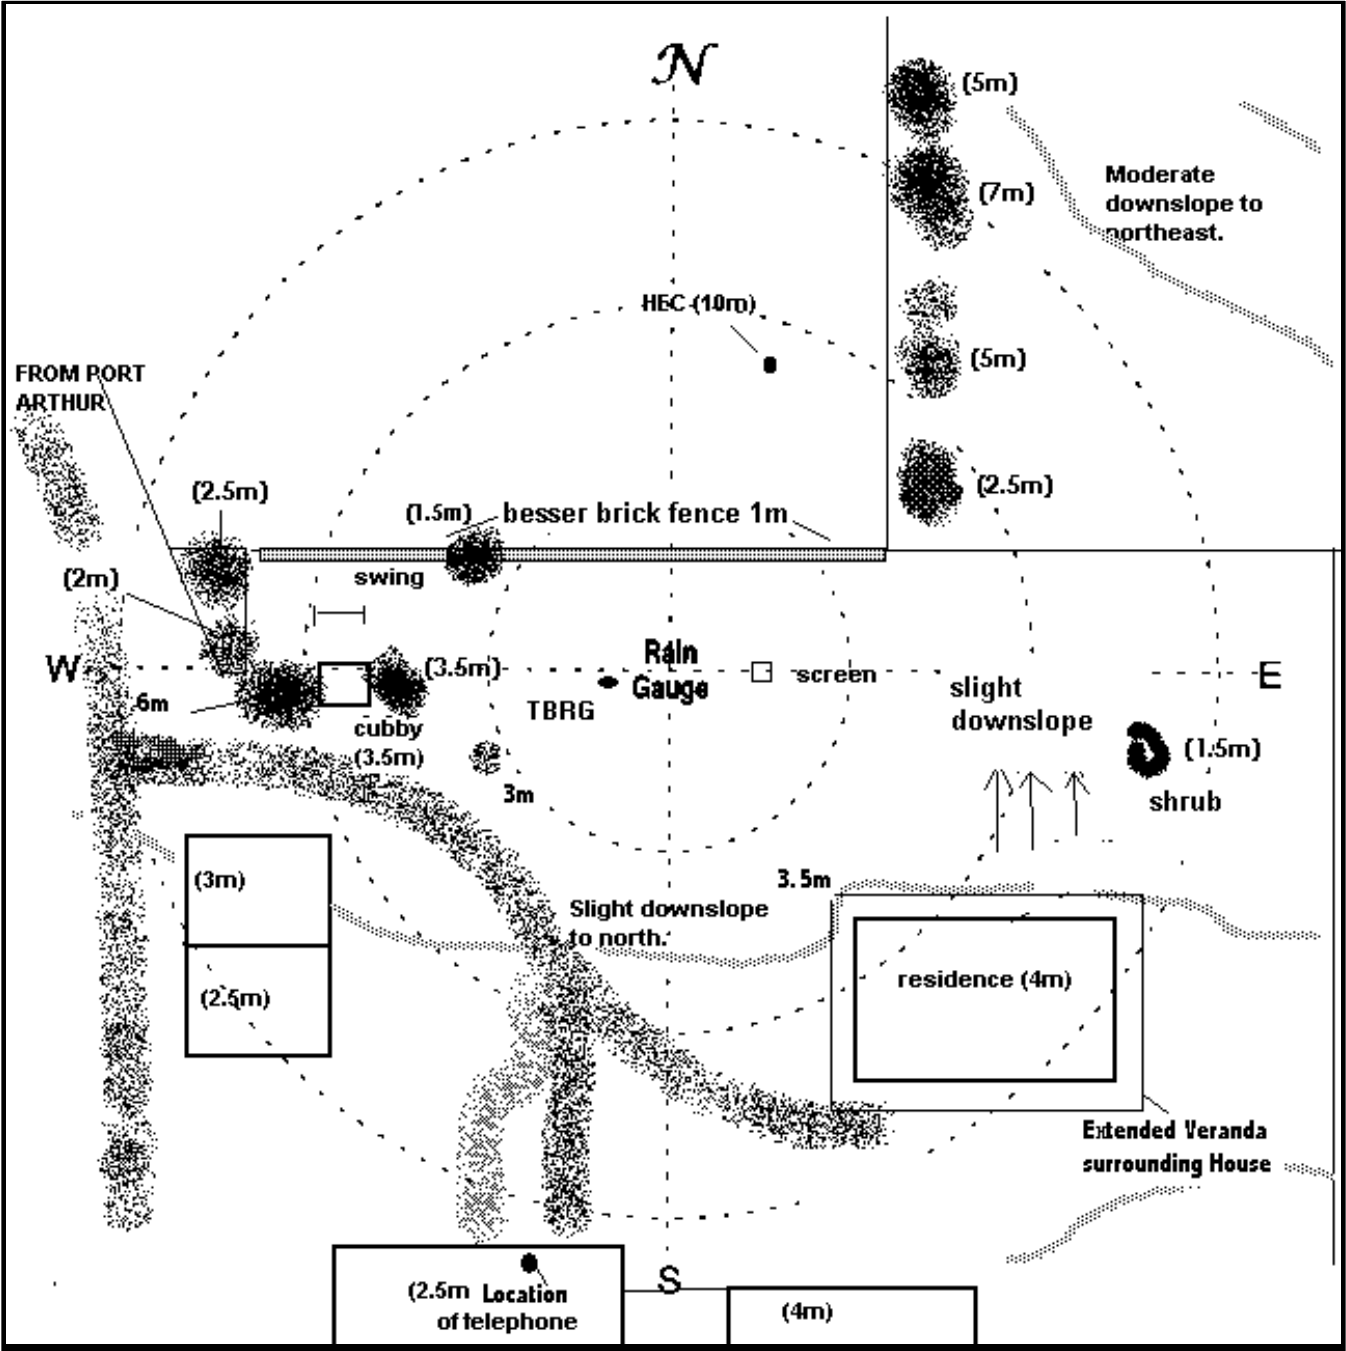 N
(5m)
Moderate
downslope to
northeast.
(7m)
HEC (10m)
(5m)
FROM PORT
ARTHUR
(2.5m)
(2.5m)
(1.5m)
besser brick fence 1m
swing
(2m)
W
(3.5m)
Rain
Gauge
screen
E
6m
TBRG
slight
downslope
cubby
(3.5m)
(1.5m)
3m
shrub
(3m)
3.5m
Slight downslope
to north.
(2.5m)
residence (4m)
Extended Veranda
surrounding House
S
(2.5m Location
of telephone
(4m)